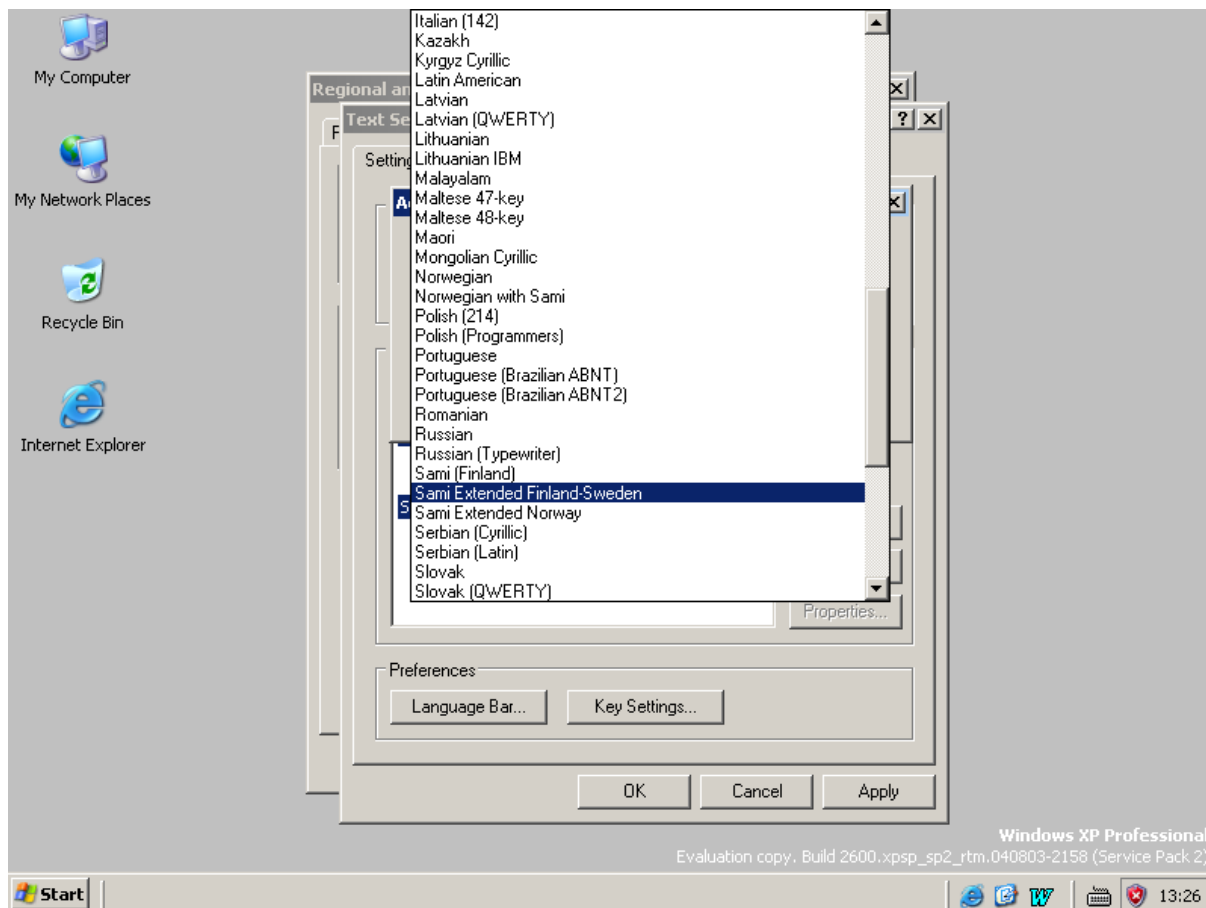 My Computer
My Network Places
Recycle Bin
Internet Explorer
Regional an
Text Se
Setting
Italian (142)
Kazakh
Kyrgyz Cyrillic
Latin American
Latvian
Latvian (QWERTY)
Lithuanian
Lithuanian IBM
Malayalam
Maltese 47-key
Maltese 48-key
Maori
Mongolian Cyrillic
Norwegian
Norwegian with Sami
Polish (214)
Polish (Programmers)
Portuguese
Portuguese (Brazilian ABNT)
Portuguese (Brazilian ABNT2)
Romanian
Russian
Russian (Typewriter)
Sami (Finland)
Sami Extended Finland-Sweden
Sami Extended Norway
Serbian (Cyrillic)
Serbian (Latin)
Slovak
Slovak (QWERTY)
Properties...
Preferences
Language Bar...
Key Settings...
OK
Cancel
Apply
Windows XP Professional
Evaluation copy. Build 2600.xpsp_sp2_rtm.040803-2158 (Service Pack 2)
Start
13:26